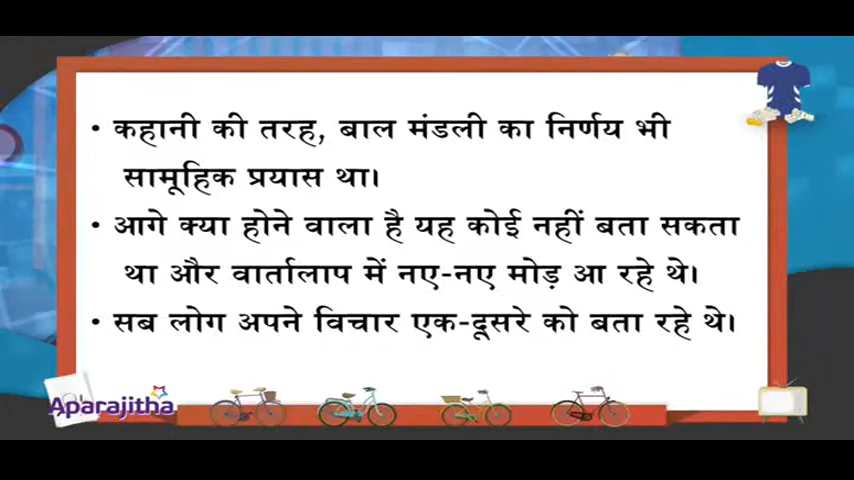 • कहानी की तरह, बाल मंडली का निर्णय भी
सामूहिक प्रयास था।
• आगे क्या होने वाला है यह कोई नहीं बता सकता
था और वार्तालाप में नए-नए मोड़ आ रहे थे।
• सब लोग अपने विचार एक-दूसरे को बता रहे थे।
Aparajitha